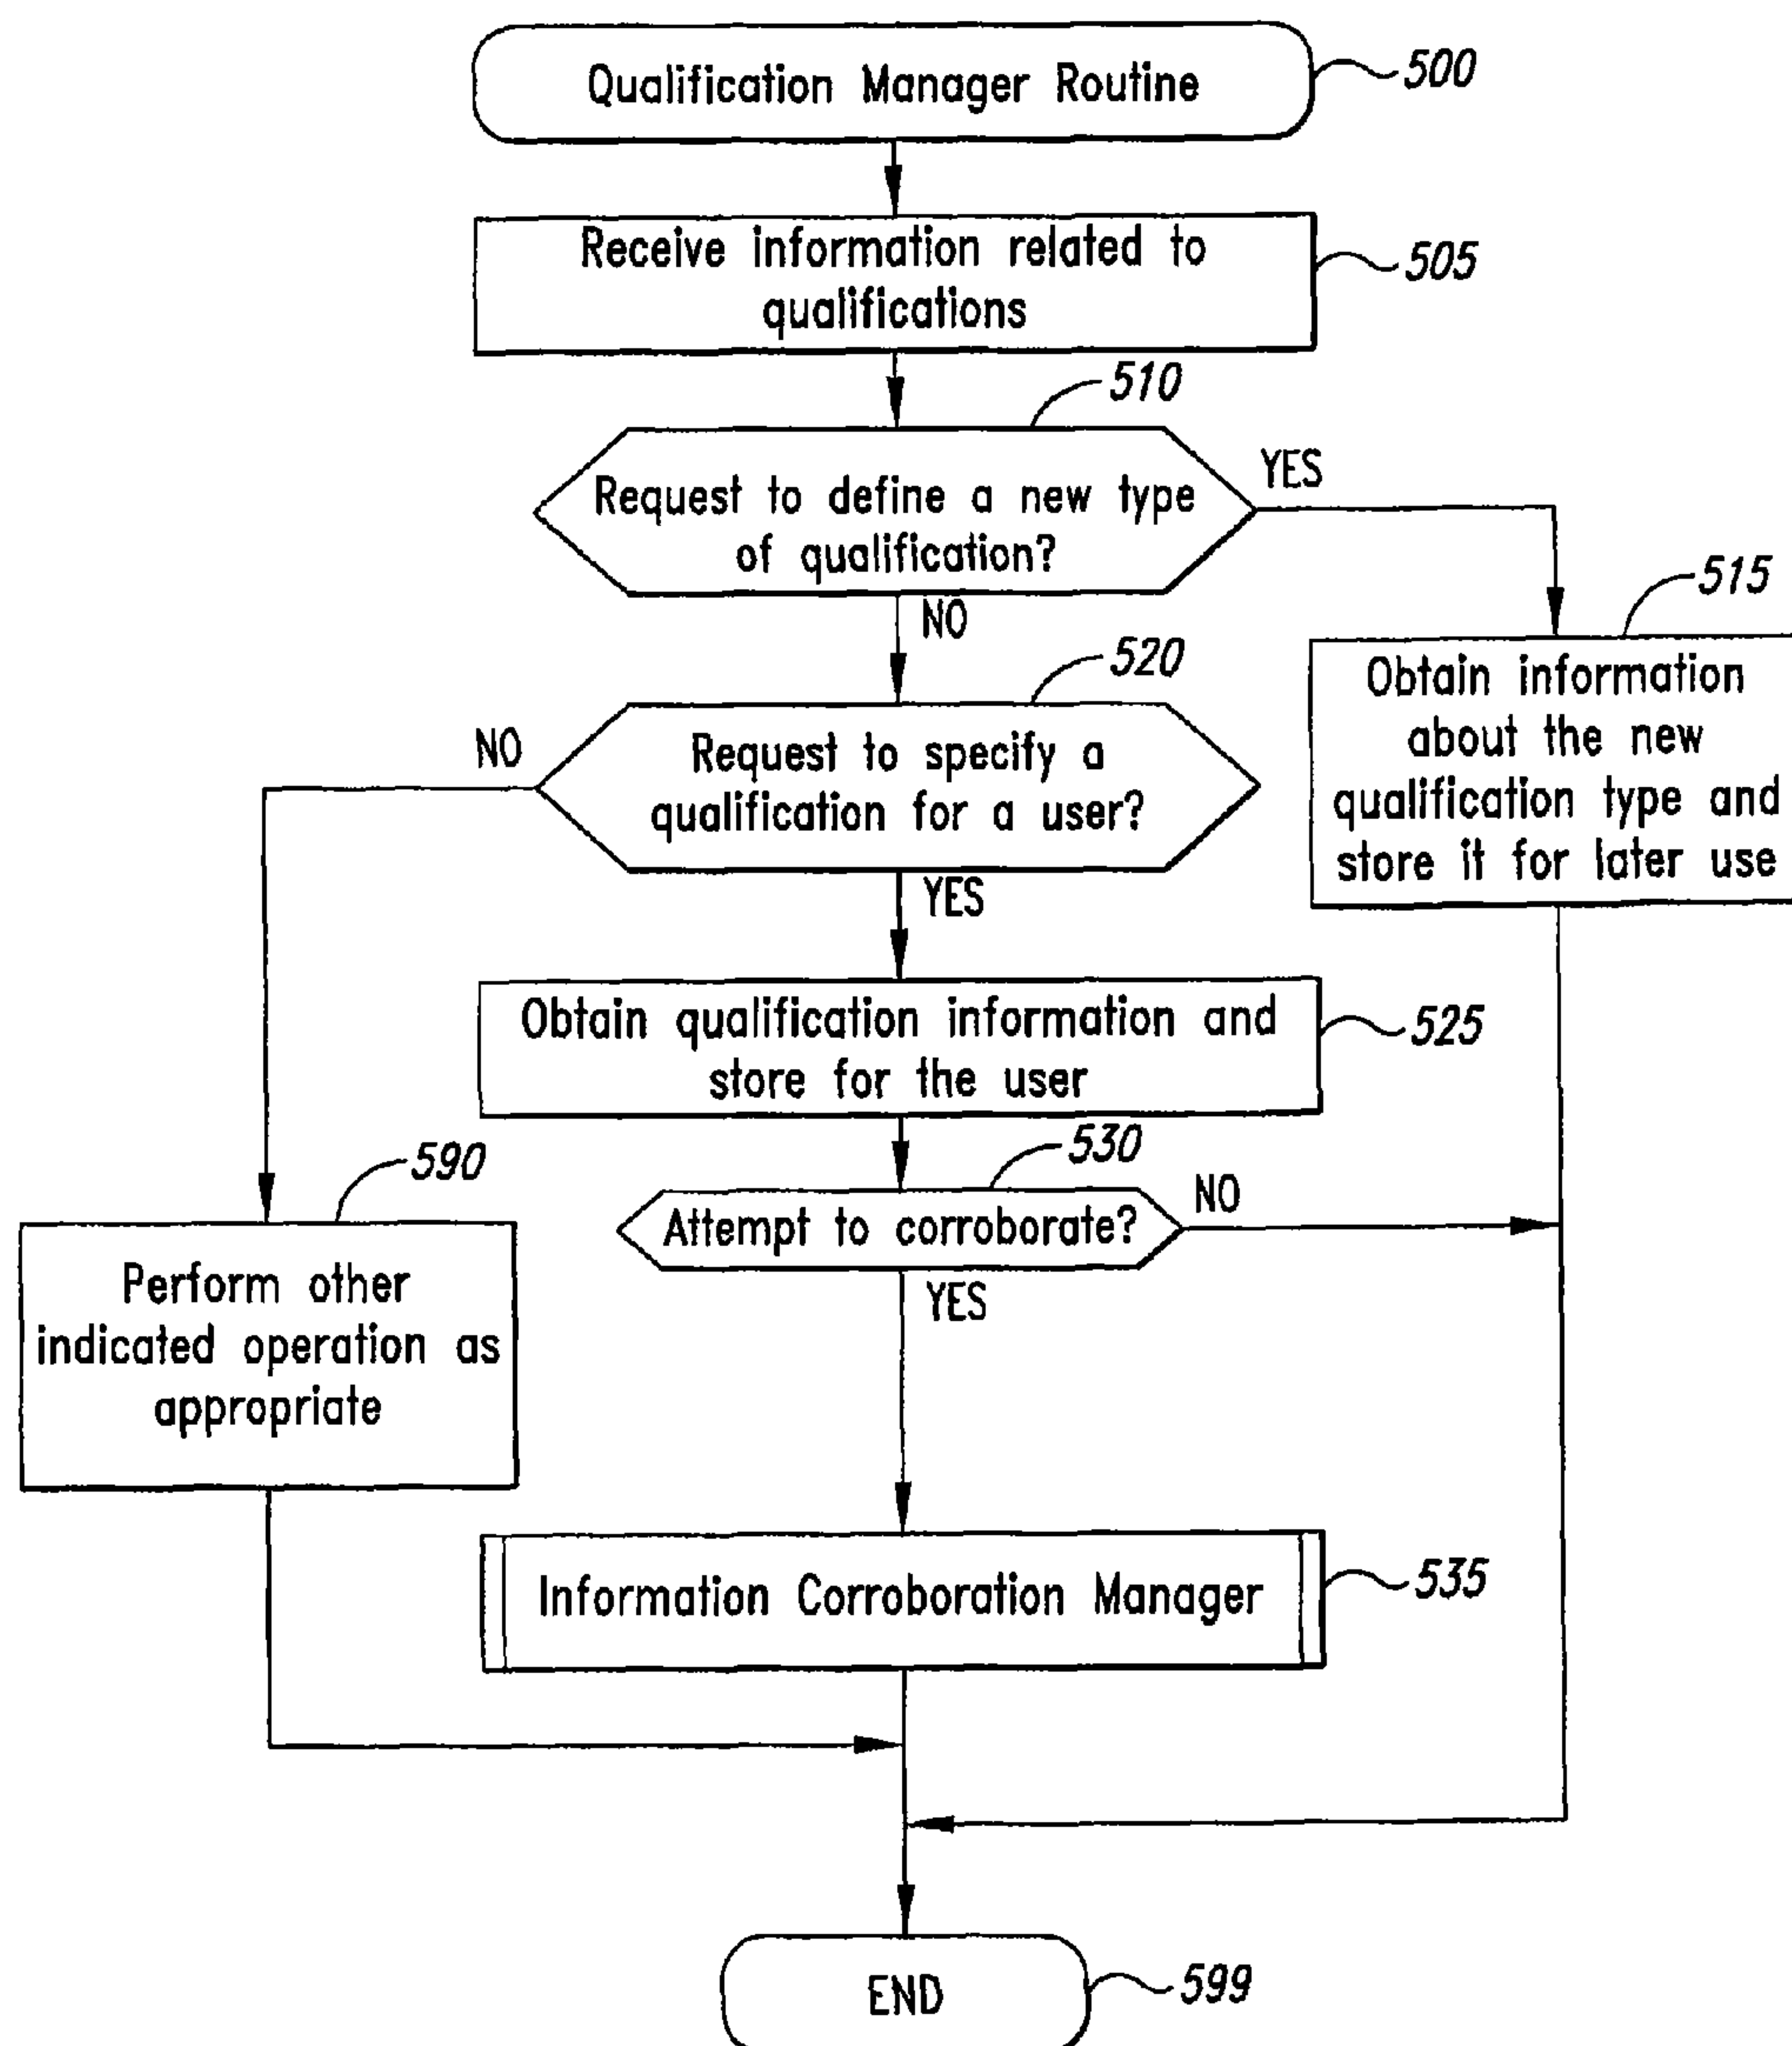 Qualification Manager Routine
500
Receive information related to
qualifications
505
510
Request to define a new type
of qualification?
YES
NO
515
Obtain information
about the new
qualification type and
store it for later use
520
Request to specify a
qualification for a user?
NO
YES
Obtain qualification information and
store for the user
525
530
Attempt to corroborate?
NO
YES
590
Perform other
indicated operation as
appropriate
Information Corroboration Manager
535
END
599